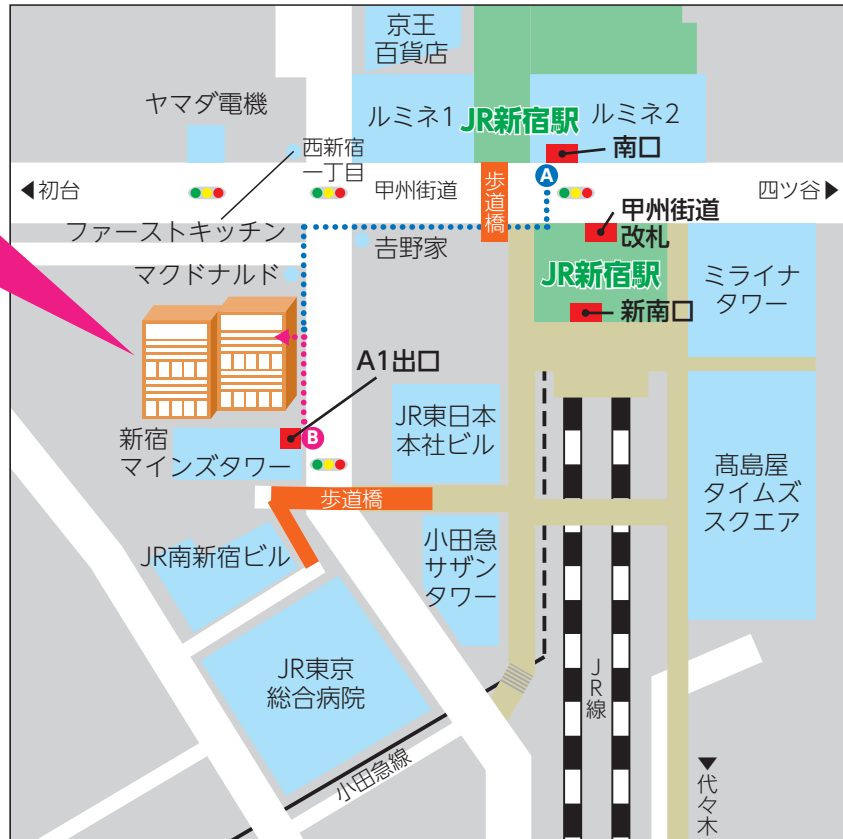 京王
百貨店
ヤマダ電機
ルミネ1
JR新宿駅
ルミネ2
西新宿
一丁目
南口
A
◀初台
甲州街道
歩道橋
四ツ谷▶
甲州街道
改札
ファーストキッチン
𠮷野家
マクドナルド
JR新宿駅
ミライナ
タワー
新南口
A1出口
B
新宿
マインズタワー
JR東日本
本社ビル
髙島屋
タイムズ
スクエア
歩道橋
JR南新宿ビル
小田急
サザン
タワー
JR東京
総合病院
JR線
小田急線
▼代々木